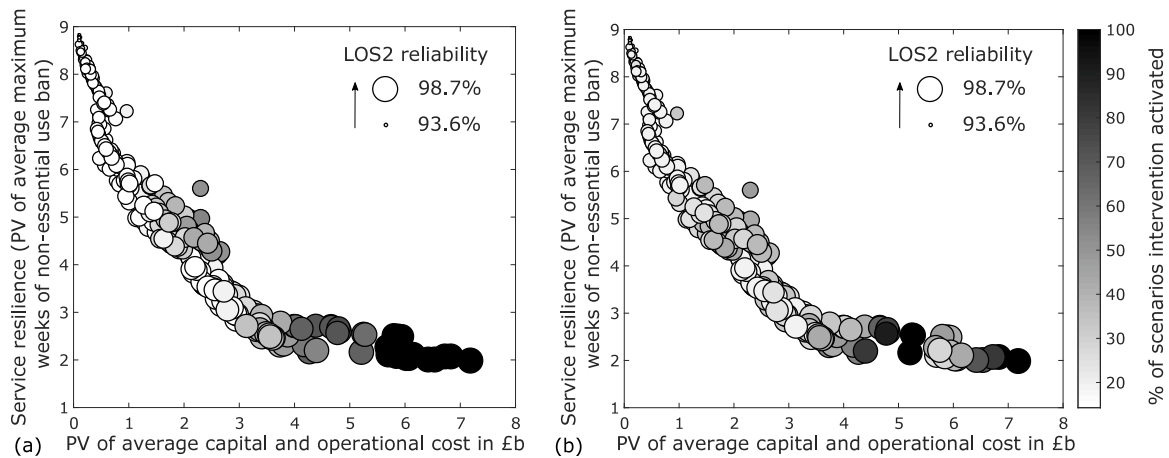 Service resilience (PV of average maximum
weeks of non-essential use ban)
9
8
7
6
5
4
3
2
1
LOS2 reliability
98.7%
93.6%
0 1 2 3 4 5 6 7 8
(a) PV of average capital and operational cost in £b
Service resilience (PV of average maximum
weeks of non-essential use ban)
9
8
7
6
5
4
3
2
1
LOS2 reliability
98.7%
93.6%
0 1 2 3 4 5 6 7 8
(b) PV of average capital and operational cost in £b
100
90
80
70
60
50
40
30
20
% of scenarios intervention activated